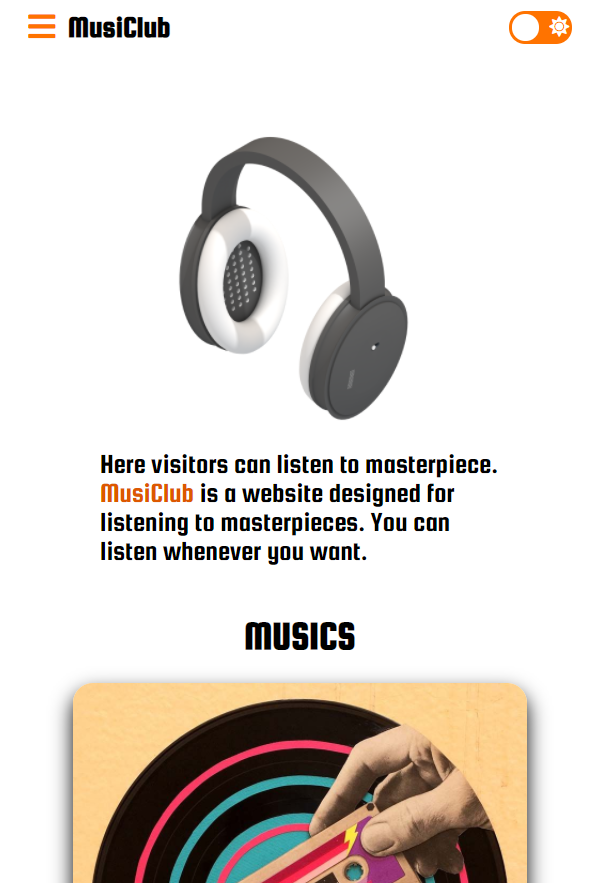 MusiClub
Here visitors can listen to masterpiece.
MusiClub is a website designed for
listening to masterpieces. You can
listen whenever you want.
MUSICS